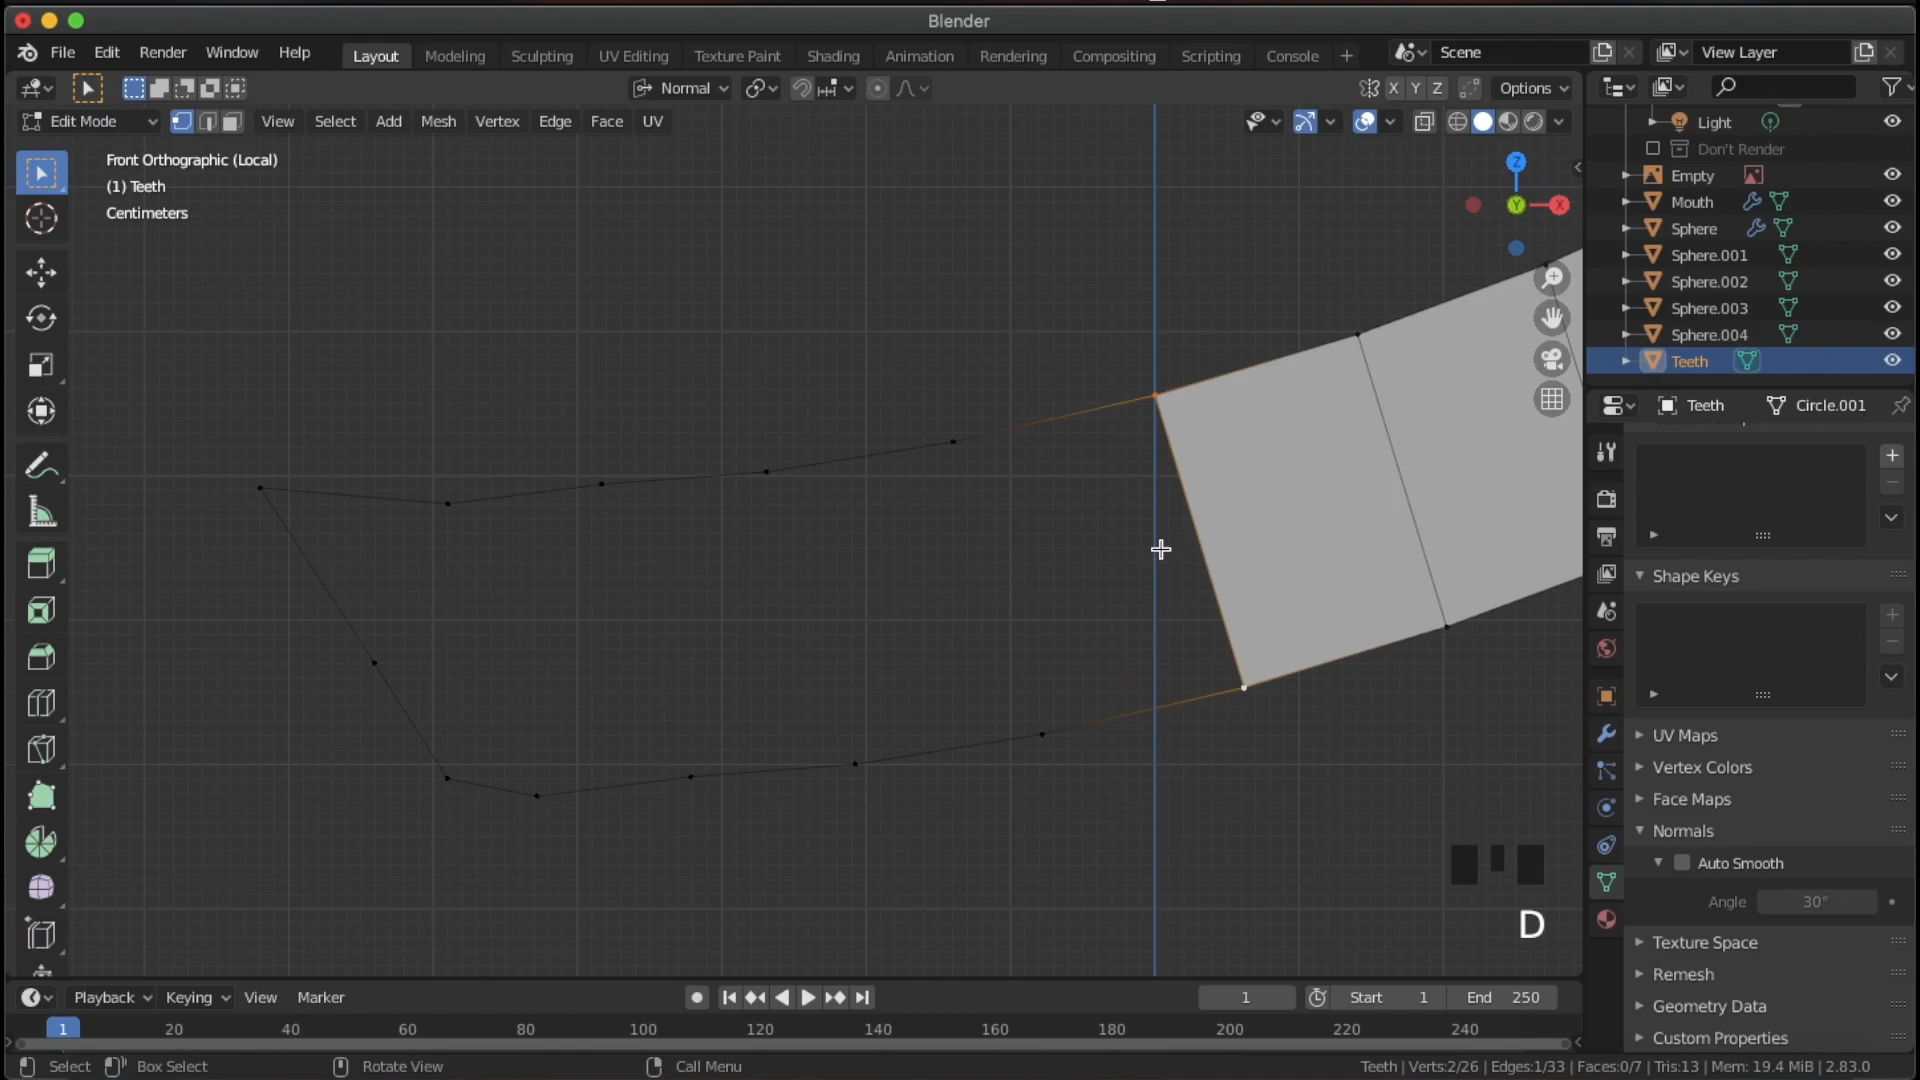 Blender
File Edit Render Window Help
Layout Modeling Sculpting UV Editing Texture Paint Shading Animation Rendering Compositing Scripting Console +
Scene
View Layer
Normal
X Y Z
Options
Edit Mode
View Select Add Mesh Vertex Edge Face UV
Front Orthographic (Local)
(1) Teeth
Centimeters
Z
Y
X
Light
Don't Render
Empty
Mouth
Sphere
Sphere.001
Sphere.002
Sphere.003
Sphere.004
Teeth
Teeth
Circle.001
Shape Keys
UV Maps
Vertex Colors
Face Maps
Normals
Auto Smooth
Angle 30°
Texture Space
Remesh
Geometry Data
Custom Properties
D
Playback Keying View Marker
1
Start 1
End 250
1 20 40 60 80 100 120 140 160 180 200 220 240
Select Box Select Rotate View Call Menu
Teeth | Verts:2/26 | Edges:1/33 | Faces:0/7 | Tris:13 | Mem: 19.4 MiB | 2.83.0